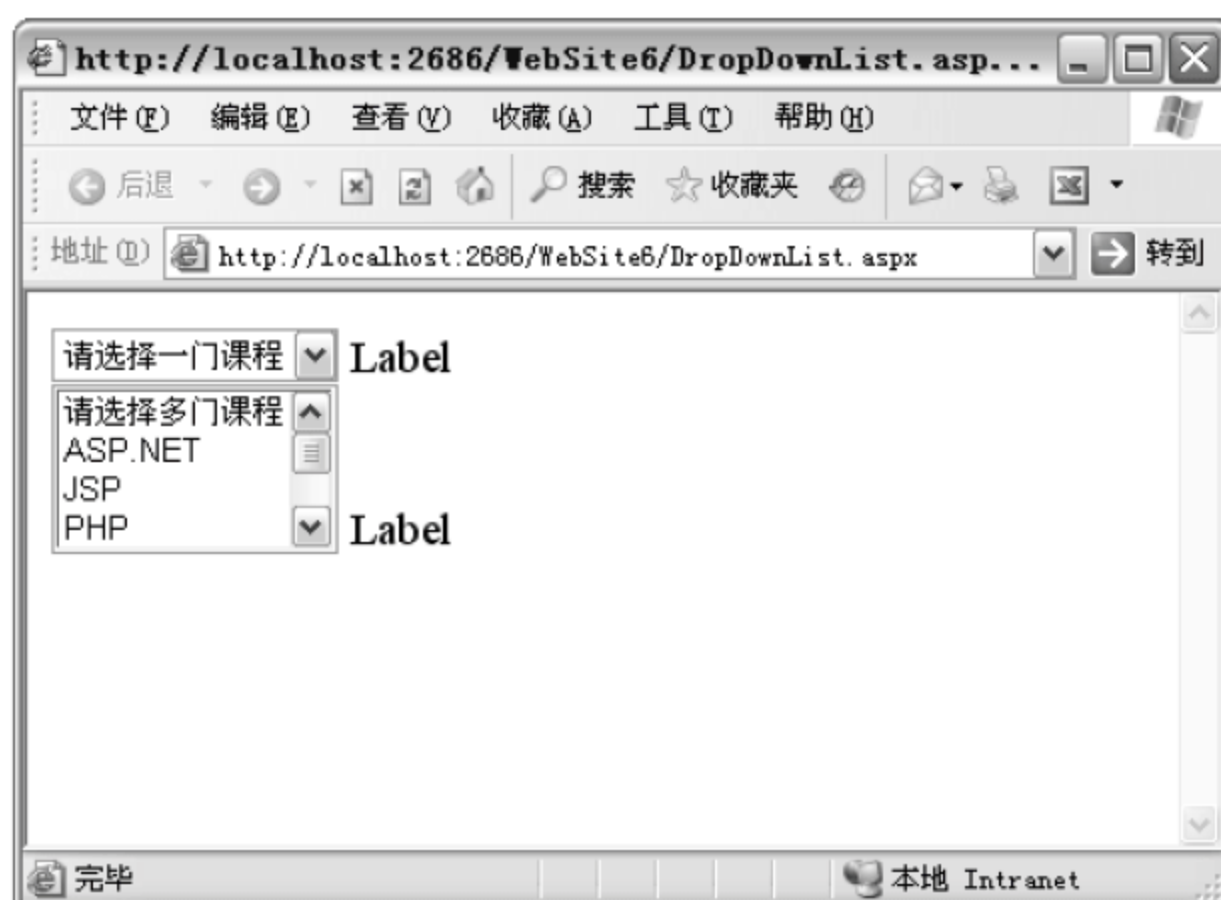 http://localhost:2686/WebSite6/DropDownList.asp...
文件(F) 编辑(E) 查看(V) 收藏(A) 工具(T) 帮助(H)
后退 搜索 收藏夹
地址(D) http://localhost:2686/WebSite6/DropDownList.aspx 转到
请选择一门课程 Label
请选择多门课程
ASP.NET
JSP
PHP Label
完毕 本地 Intranet